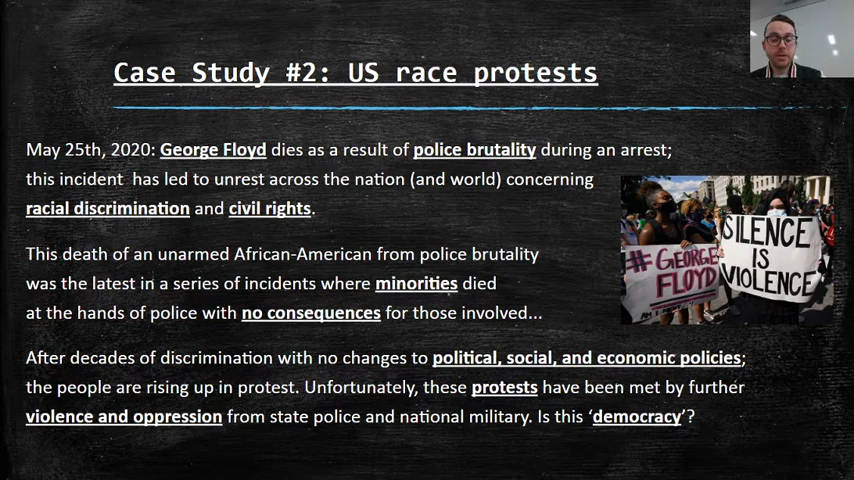 Case Study #2: US race protests
May 25th, 2020: George Floyd dies as a result of police brutality during an arrest;
this incident has led to unrest across the nation (and world) concerning
racial discrimination and civil rights.
This death of an unarmed African-American from police brutality
was the latest in a series of incidents where minorities died
at the hands of police with no consequences for those involved...
After decades of discrimination with no changes to political, social, and economic policies;
the people are rising up in protest. Unfortunately, these protests have been met by further
violence and oppression from state police and national military. Is this ‘democracy’?
#GEORGE
FLOYD
AM I NEXT
SILENCE
IS
VIOLENCE